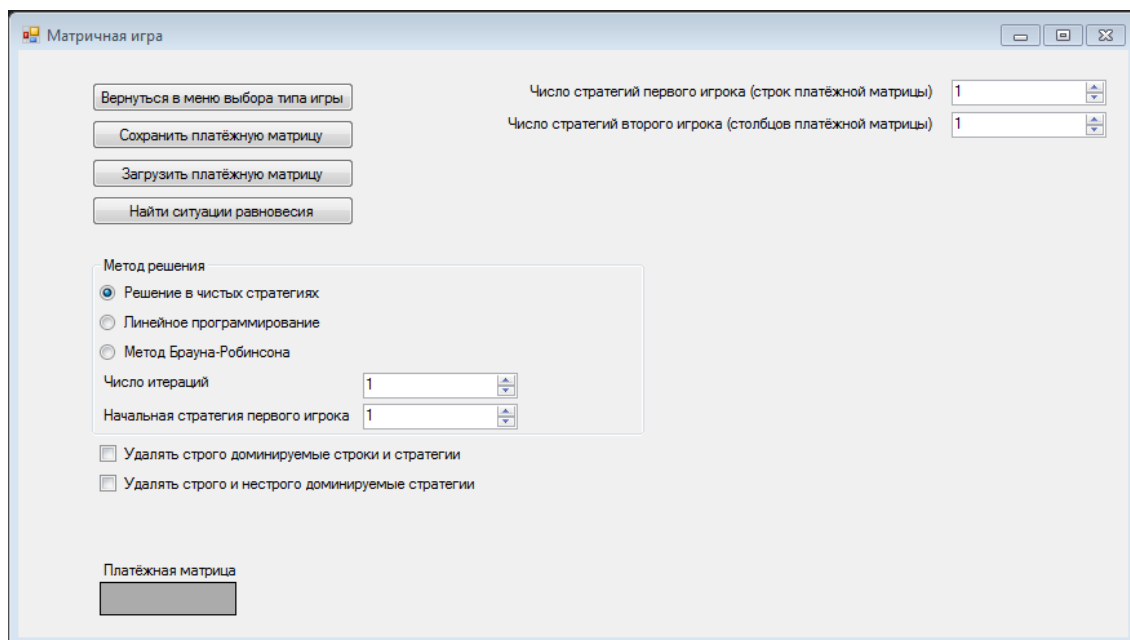 Матричная игра
Вернуться в меню выбора типа игры
Число стратегий первого игрока (строк платёжной матрицы) 1
Сохранить платёжную матрицу
Число стратегий второго игрока (столбцов платёжной матрицы) 1
Загрузить платёжную матрицу
Найти ситуации равновесия
Метод решения
Решение в чистых стратегиях
Линейное программирование
Метод Брауна-Робинсона
Число итераций 1
Начальная стратегия первого игрока 1
Удалять строго доминируемые строки и стратегии
Удалять строго и нестрого доминируемые стратегии
Платёжная матрица